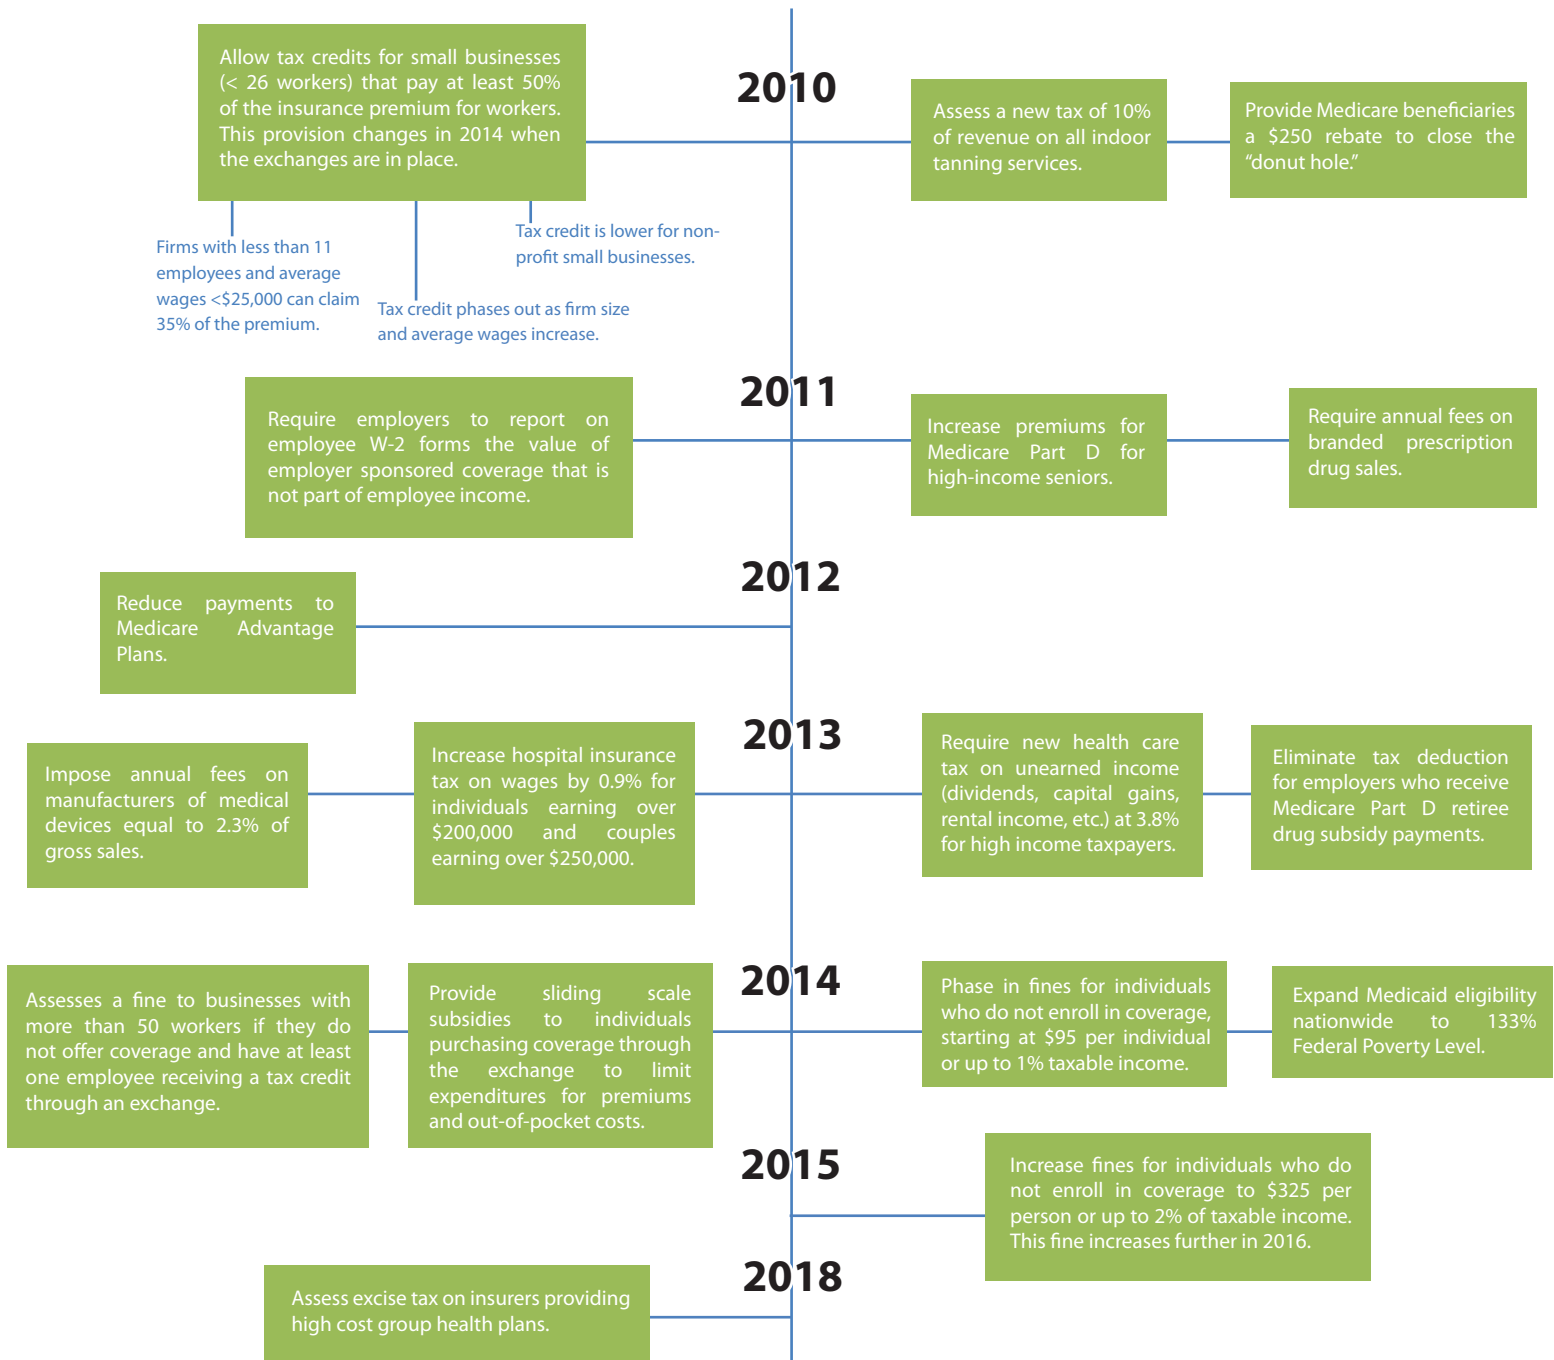 2010
Allow tax credits for small businesses
(< 26 workers) that pay at least 50%
of the insurance premium for workers.
This provision changes in 2014 when
the exchanges are in place.
Firms with less than 11
employees and average
wages <$25,000 can claim
35% of the premium.
Tax credit phases out as firm size
and average wages increase.
Tax credit is lower for non-
profit small businesses.
Assess a new tax of 10%
of revenue on all indoor
tanning services.
Provide Medicare beneficiaries
a $250 rebate to close the
“donut hole.”
2011
Require employers to report on
employee W-2 forms the value of
employer sponsored coverage that is
not part of employee income.
Increase premiums for
Medicare Part D for
high-income seniors.
Require annual fees on
branded prescription
drug sales.
2012
Reduce payments to
Medicare Advantage
Plans.
2013
Impose annual fees on
manufacturers of medical
devices equal to 2.3% of
gross sales.
Increase hospital insurance
tax on wages by 0.9% for
individuals earning over
$200,000 and couples
earning over $250,000.
Require new health care
tax on unearned income
(dividends, capital gains,
rental income, etc.) at 3.8%
for high income taxpayers.
Eliminate tax deduction
for employers who receive
Medicare Part D retiree
drug subsidy payments.
2014
Assesses a fine to businesses with
more than 50 workers if they do
not offer coverage and have at least
one employee receiving a tax credit
through an exchange.
Provide sliding scale
subsidies to individuals
purchasing coverage through
the exchange to limit
expenditures for premiums
and out-of-pocket costs.
Phase in fines for individuals
who do not enroll in coverage,
starting at $95 per individual
or up to 1% taxable income.
Expand Medicaid eligibility
nationwide to 133%
Federal Poverty Level.
2015
Increase fines for individuals who do
not enroll in coverage to $325 per
person or up to 2% of taxable income.
This fine increases further in 2016.
2018
Assess excise tax on insurers providing
high cost group health plans.